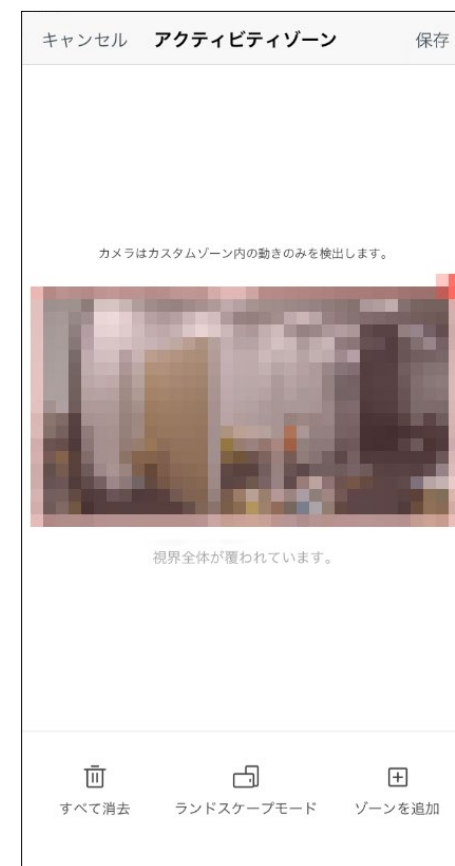 キャンセル アクティビティゾーン 保存
カメラはカスタムゾーン内の動きのみを検出します。
視界全体が覆われています。
すべて消去 ランドスケープモード ゾーンを追加